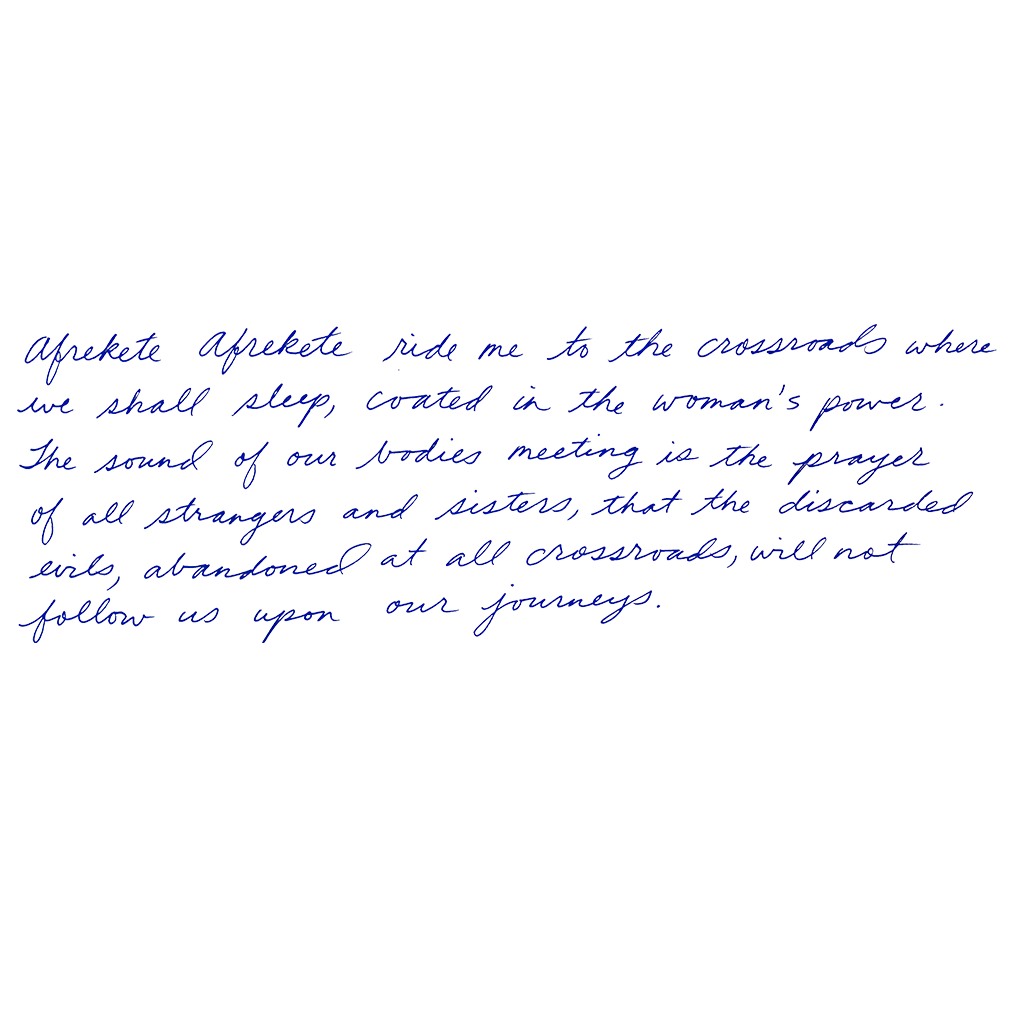 Afrekete Afrekete ride me to the crossroads where
we shall sleep, coated in the woman's power.
The sound of our bodies meeting is the prayer
of all strangers and sisters, that the discarded
evils, abandoned at all crossroads, will not
follow us upon our journeys.